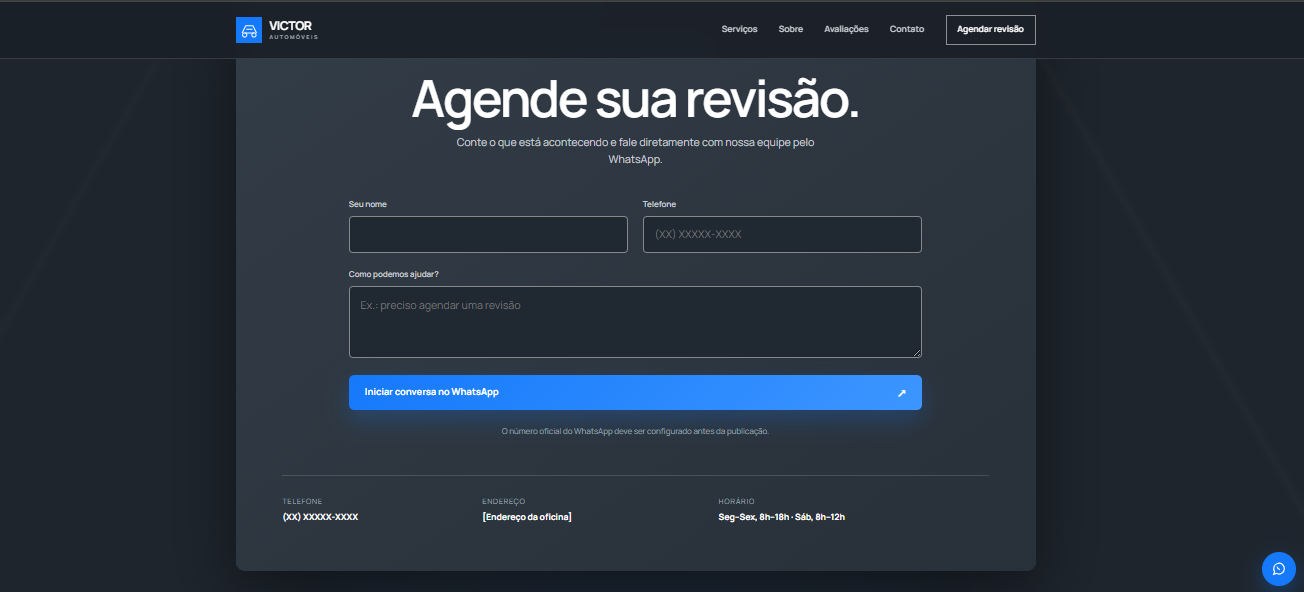 VICTOR
AUTOMÓVEIS
Serviços
Sobre
Avaliações
Contato
Agendar revisão
Agende sua revisão.
Conte o que está acontecendo e fale diretamente com nossa equipe pelo
WhatsApp.
Seu nome
Telefone
(XX) XXXXX-XXXX
Como podemos ajudar?
Ex.: preciso agendar uma revisão
Iniciar conversa no WhatsApp ↗
O número oficial do WhatsApp deve ser configurado antes da publicação.
TELEFONE
(XX) XXXXX-XXXX
ENDEREÇO
[Endereço da oficina]
HORÁRIO
Seg–Sex, 8h–18h · Sáb, 8h–12h